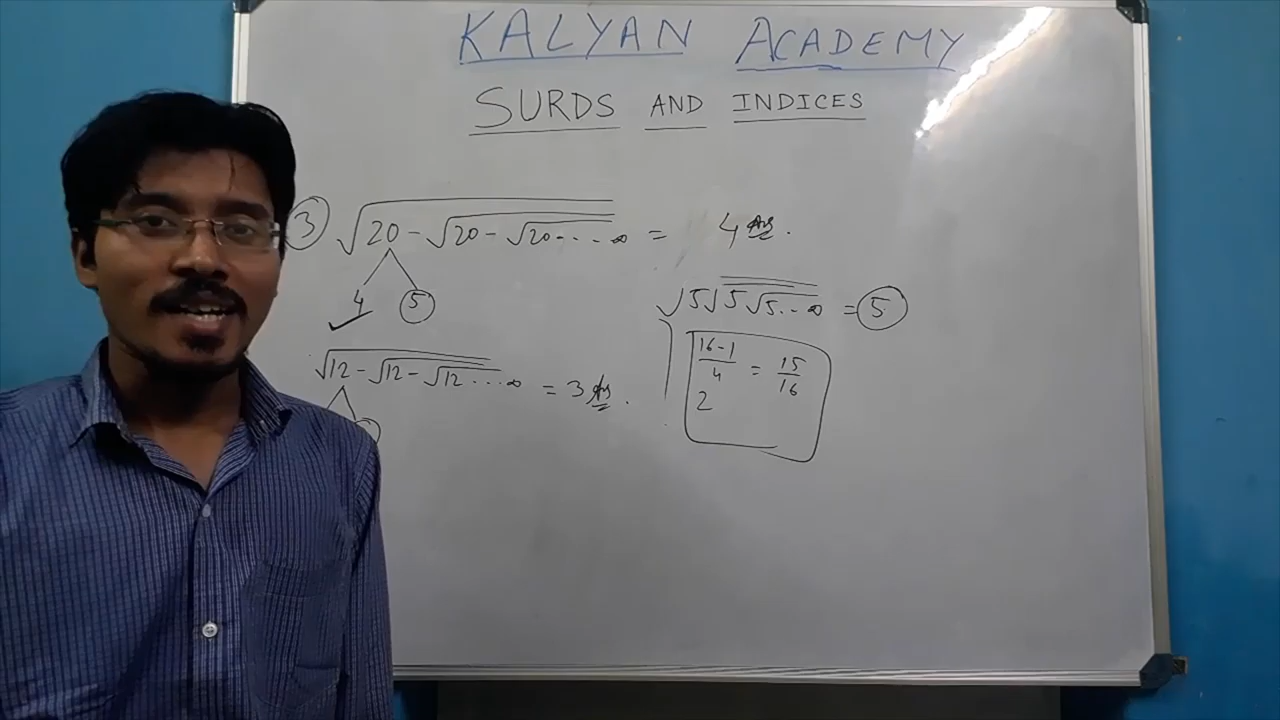 KALYAN ACADEMY
SURDS AND INDICES
③ √20 - √20 - √20 - - - ∞ = 4 Ans.
4 ⑤
√5√5√5 - - ∞ = ⑤
16-1/4 = 15/16
2
√12 - √12 - √12 .... ∞ = 3 Ans.